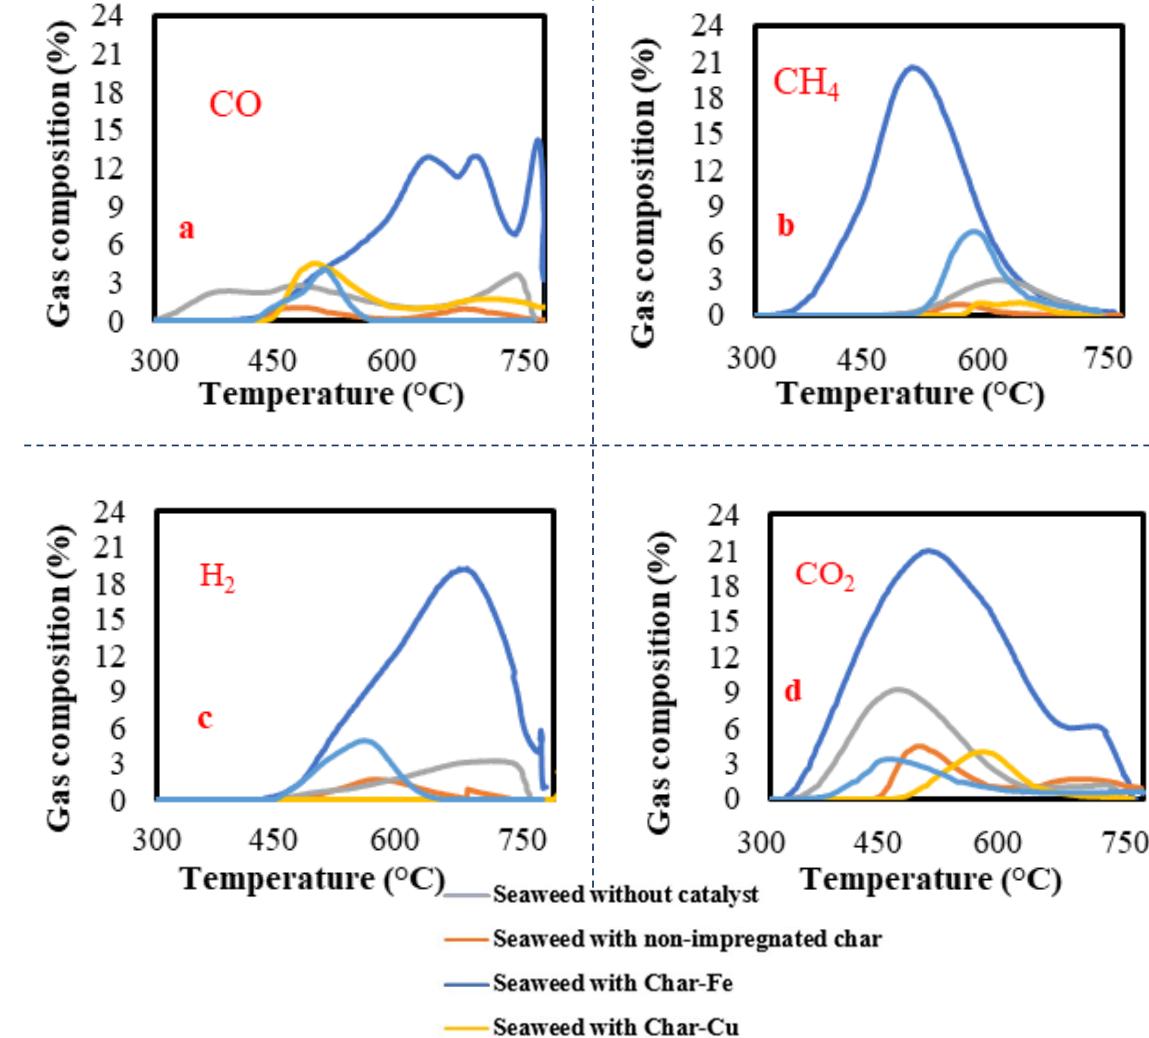 Gas composition (%)
24
21
18
15
12
9
6
3
0
CO
a
300 450 600 750
Temperature (°C)
Gas composition (%)
24
21
18
15
12
9
6
3
0
CH₄
b
300 450 600 750
Temperature (°C)
Gas composition (%)
24
21
18
15
12
9
6
3
0
H₂
c
300 450 600 750
Temperature (°C)
Gas composition (%)
24
21
18
15
12
9
6
3
0
CO₂
d
300 450 600 750
Temperature (°C)
Seaweed without catalyst
Seaweed with non-impregnated char
Seaweed with Char-Fe
Seaweed with Char-Cu